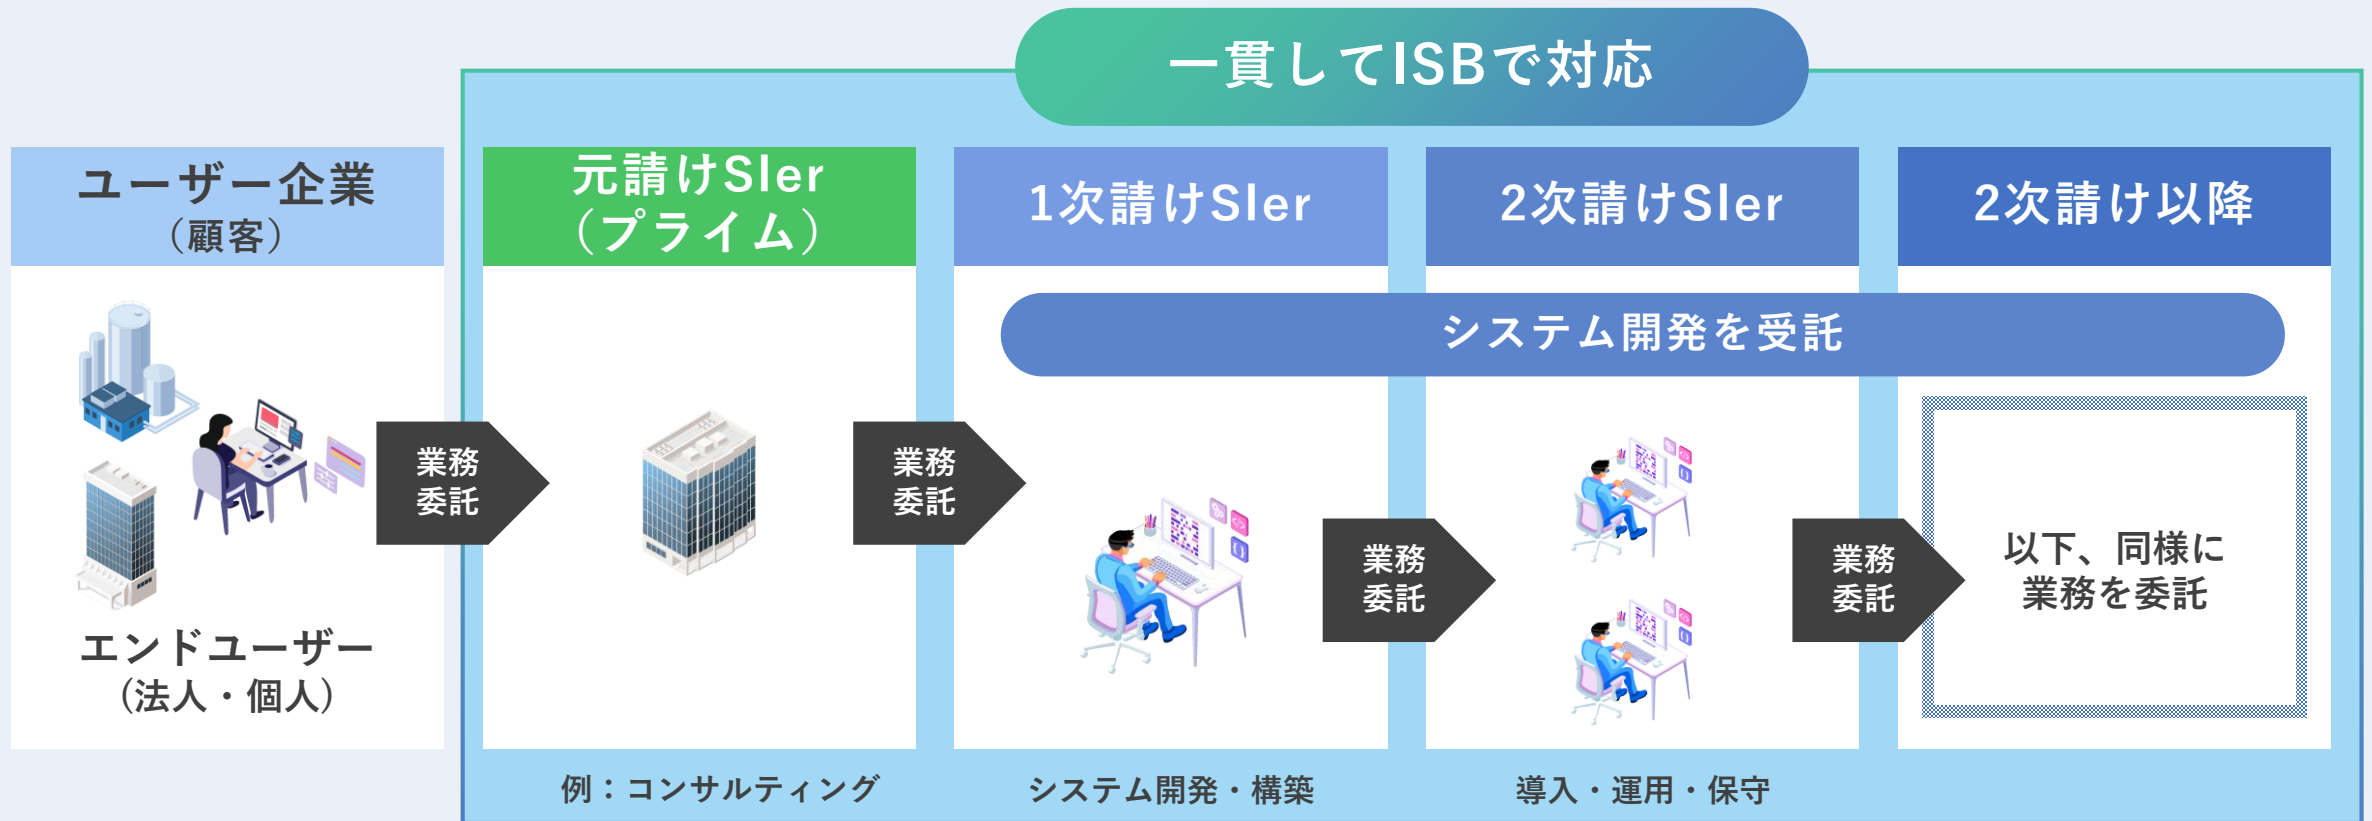 一貫してISBで対応
ユーザー企業
（顧客）
エンドユーザー
（法人・個人）
業務
委託
元請けSIer
（プライム）
例：コンサルティング
業務
委託
1次請けSIer
システム開発・構築
システム開発を受託
業務
委託
2次請けSIer
導入・運用・保守
業務
委託
2次請け以降
以下、同様に
業務を委託